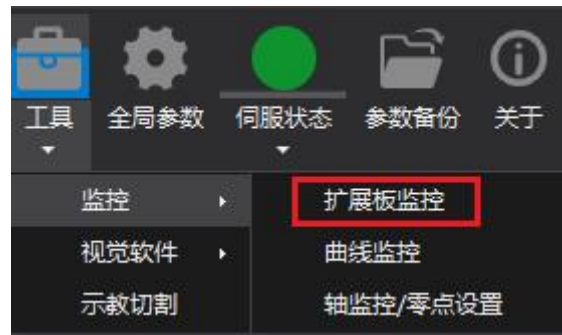 工具 全局参数 伺服状态 参数备份 关于
监控 扩展板监控
视觉软件 曲线监控
示教切割 轴监控/零点设置